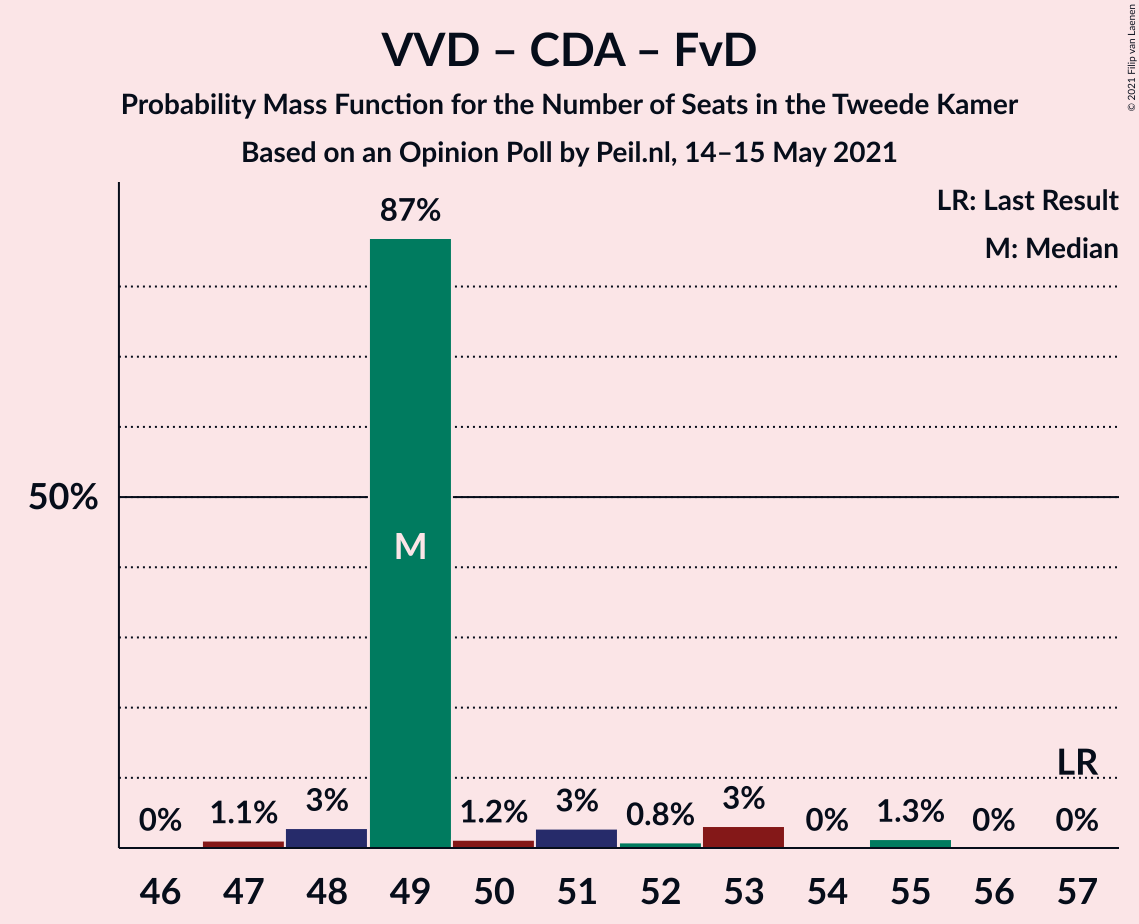 VVD – CDA – FvD
Probability Mass Function for the Number of Seats in the Tweede Kamer
Based on an Opinion Poll by Peil.nl, 14–15 May 2021
© 2021 Filip van Laenen
LR: Last Result
M: Median
87%
50%
M
LR
0%
1.1%
3%
1.2%
3%
0.8%
3%
0%
1.3%
0%
0%
46 47 48 49 50 51 52 53 54 55 56 57